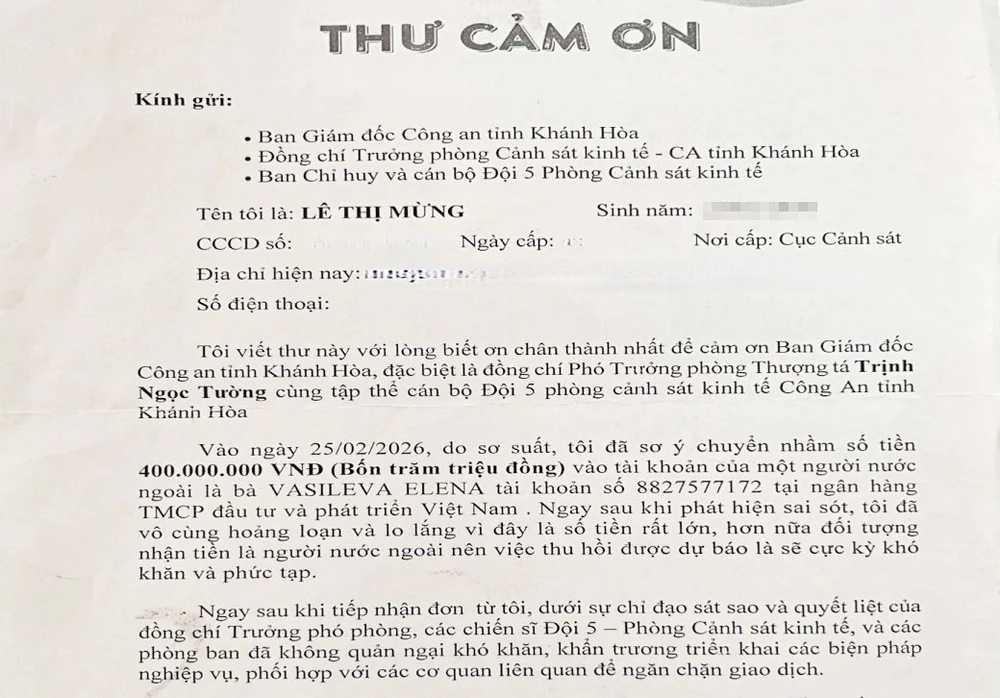 THƯ CẢM ƠN
Kính gửi:
• Ban Giám đốc Công an tỉnh Khánh Hòa
• Đồng chí Trưởng phòng Cảnh sát kinh tế - CA tỉnh Khánh Hòa
• Ban Chỉ huy và cán bộ Đội 5 Phòng Cảnh sát kinh tế
Tên tôi là: LÊ THỊ MỪNG Sinh năm:
CCCD số: Ngày cấp: Nơi cấp: Cục Cảnh sát
Địa chỉ hiện nay:
Số điện thoại:
Tôi viết thư này với lòng biết ơn chân thành nhất để cảm ơn Ban Giám đốc
Công an tỉnh Khánh Hòa, đặc biệt là đồng chí Phó Trưởng phòng Thượng tá Trịnh
Ngọc Tường cùng tập thể cán bộ Đội 5 phòng cảnh sát kinh tế Công An tỉnh
Khánh Hòa
Vào ngày 25/02/2026, do sơ suất, tôi đã sơ ý chuyển nhầm số tiền
400.000.000 VNĐ (Bốn trăm triệu đồng) vào tài khoản của một người nước
ngoài là bà VASILEVA ELENA tài khoản số 8827577172 tại ngân hàng
TMCP đầu tư và phát triển Việt Nam . Ngay sau khi phát hiện sai sót, tôi đã
vô cùng hoảng loạn và lo lắng vì đây là số tiền rất lớn, hơn nữa đối tượng
nhận tiền là người nước ngoài nên việc thu hồi được dự báo là sẽ cực kỳ khó
khăn và phức tạp.
Ngay sau khi tiếp nhận đơn từ tôi, dưới sự chỉ đạo sát sao và quyết liệt của
đồng chí Trưởng phó phòng, các chiến sĩ Đội 5 – Phòng Cảnh sát kinh tế, và các
phòng ban đã không quản ngại khó khăn, khẩn trương triển khai các biện pháp
nghiệp vụ, phối hợp với các cơ quan liên quan để ngăn chặn giao dịch.